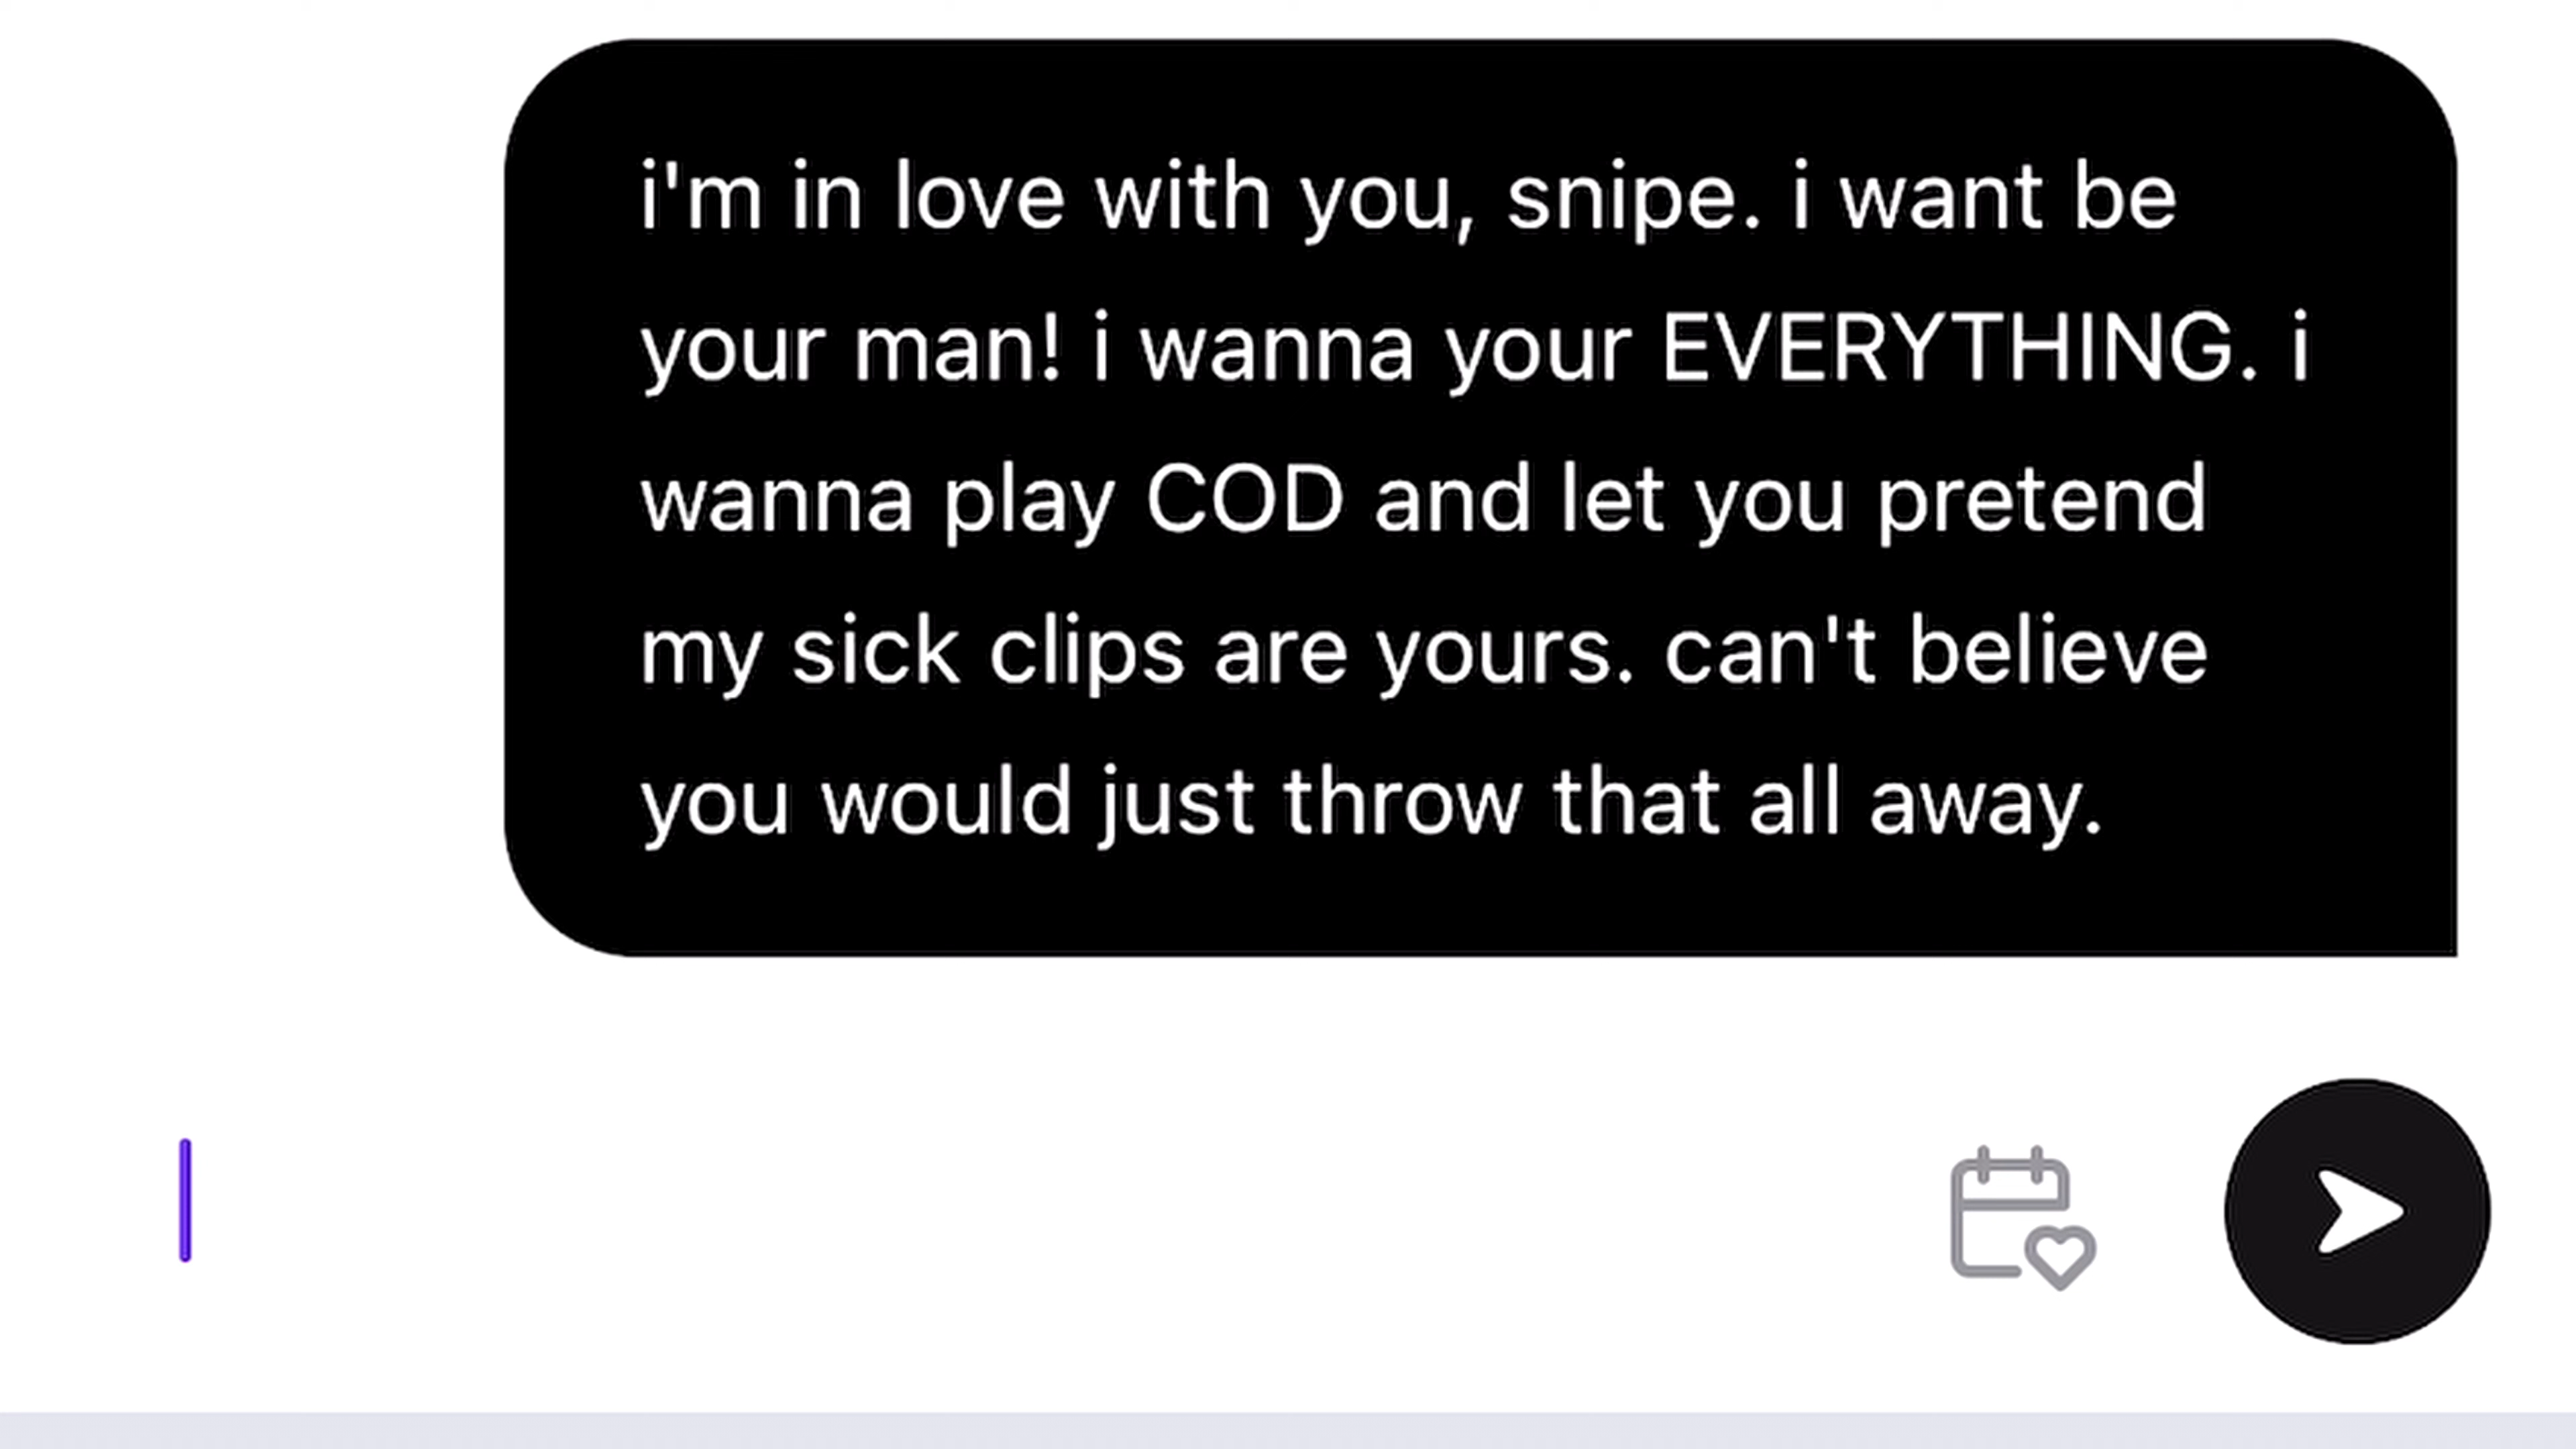 i'm in love with you, snipe. i want be
your man! i wanna your EVERYTHING. i
wanna play COD and let you pretend
my sick clips are yours. can't believe
you would just throw that all away.